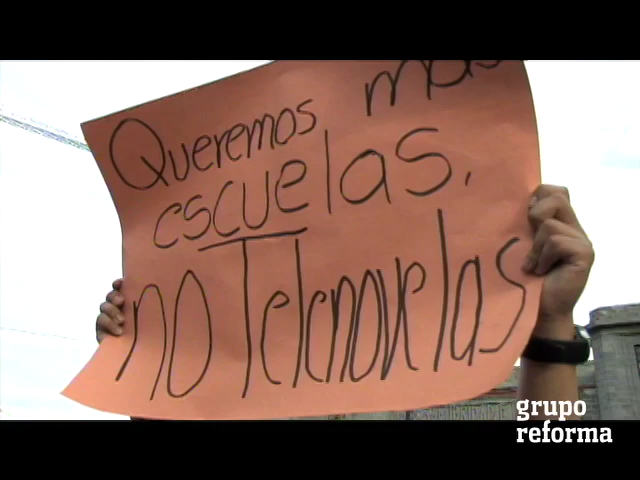 Queremos más
escuelas,
no Telenovelas
grupo
reforma